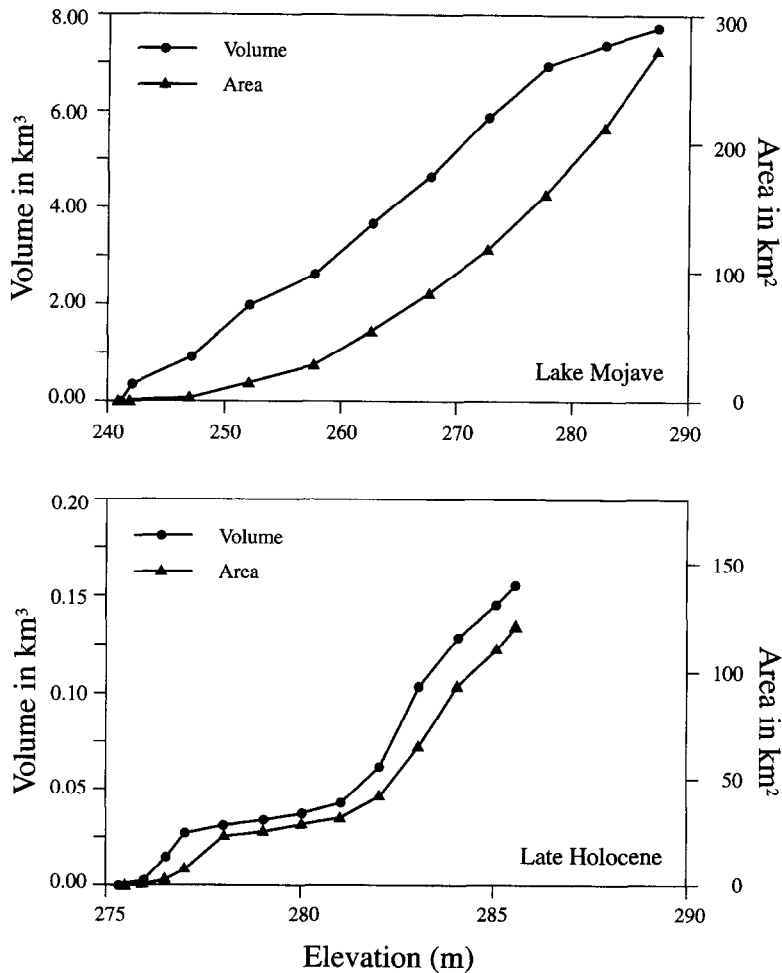 8.00
6.00
4.00
2.00
0.00
Volume in km³
Volume
Area
300
200
100
0
Area in km²
Lake Mojave
240 250 260 270 280 290
0.20
0.15
0.10
0.05
0.00
Volume in km³
Volume
Area
150
100
50
0
Area in km²
Late Holocene
275 280 285 290
Elevation (m)